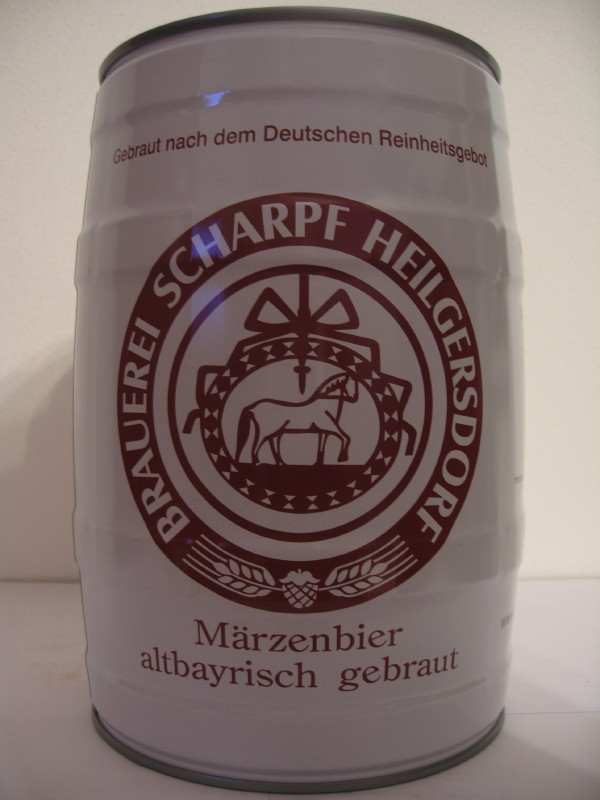 Gebraut nach dem Deutschen Reinheitsgebot
BRAUEREI SCHARPF HEILGERSDORF
Märzenbier
altbayrisch gebraut